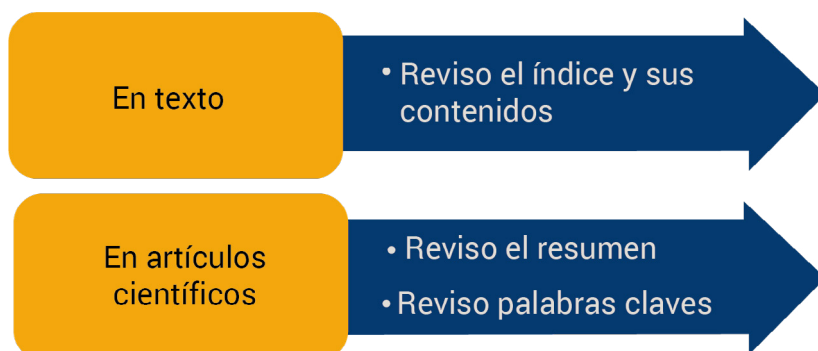 En texto
• Reviso el índice y sus
contenidos
En artículos
científicos
• Reviso el resumen
• Reviso palabras claves